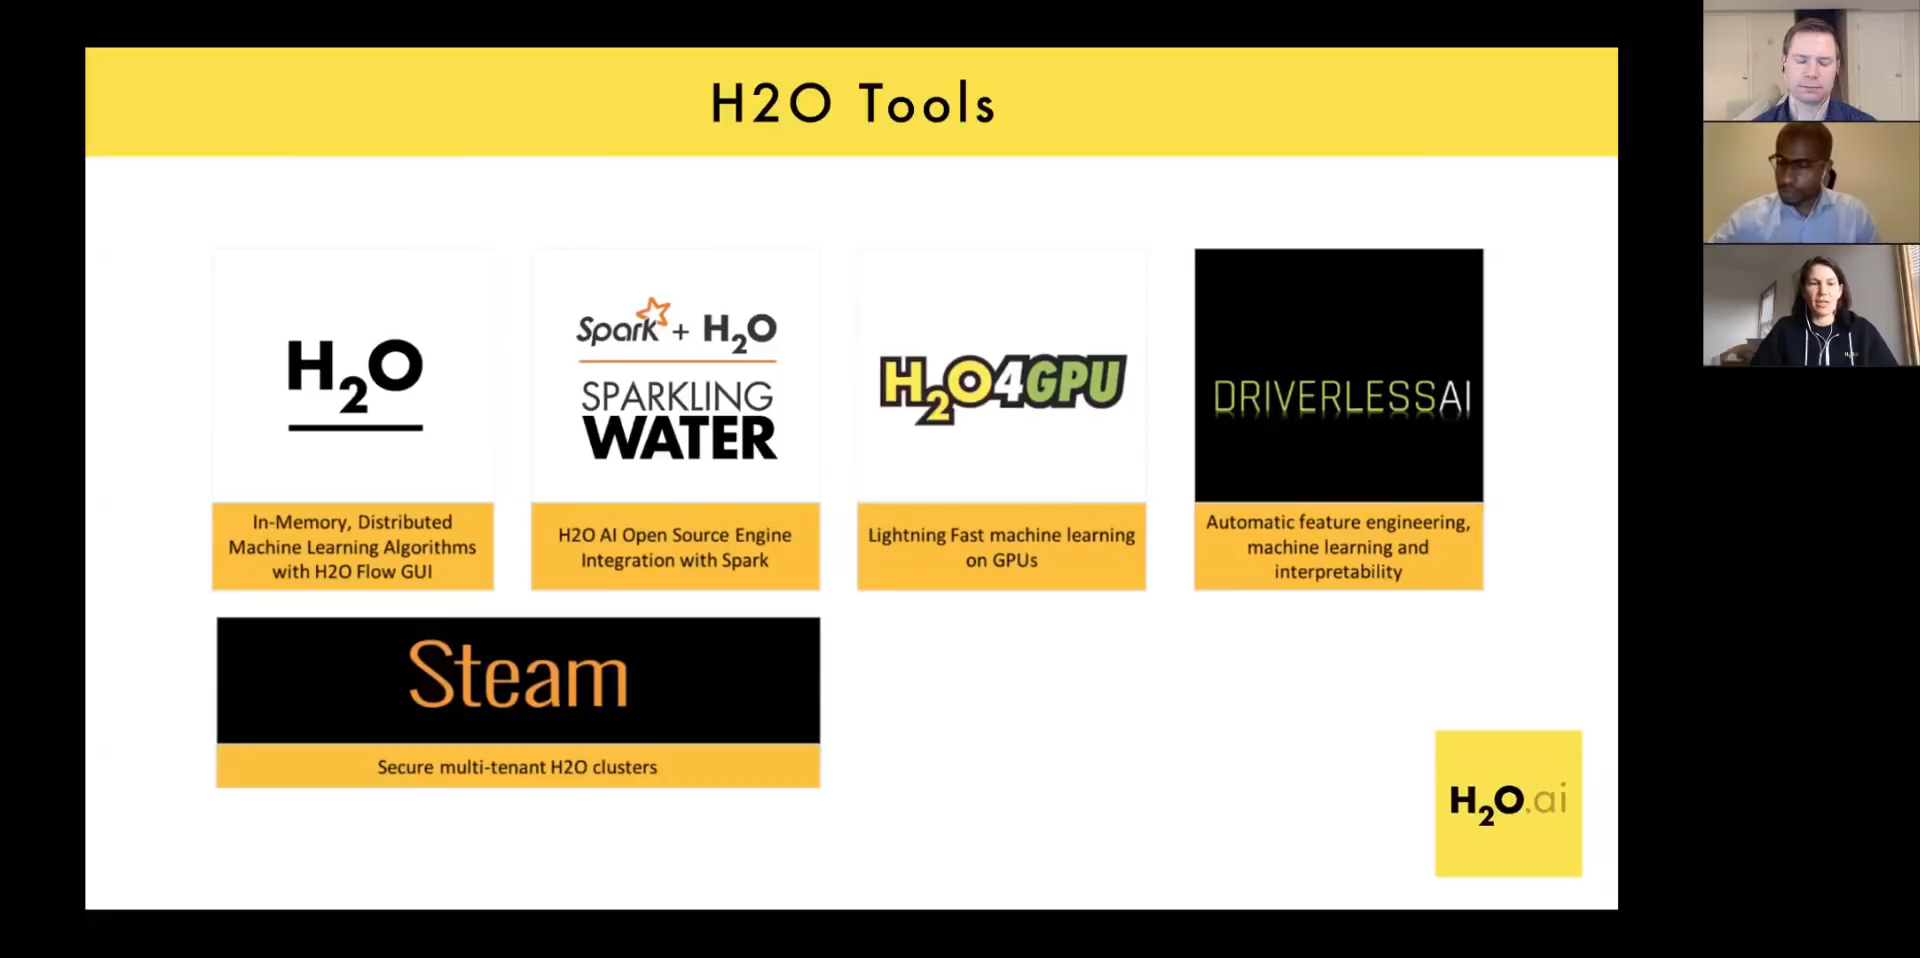 H2O Tools
H2O
In-Memory, Distributed
Machine Learning Algorithms
with H2O Flow GUI
Spark + H2O
SPARKLING
WATER
H2O AI Open Source Engine
Integration with Spark
H2O4GPU
Lightning Fast machine learning
on GPUs
DRIVERLESSAI
Automatic feature engineering,
machine learning and
interpretability
Steam
Secure multi-tenant H2O clusters
H2O.ai